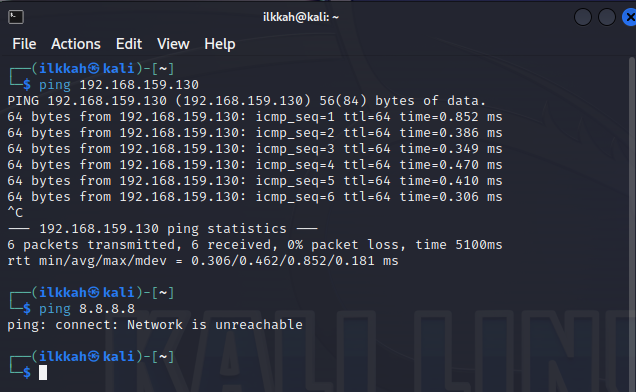 ilkkah@kali: ~
File Actions Edit View Help
┌──(ilkkah㉿kali)-[~]
└─$ ping 192.168.159.130
PING 192.168.159.130 (192.168.159.130) 56(84) bytes of data.
64 bytes from 192.168.159.130: icmp_seq=1 ttl=64 time=0.852 ms
64 bytes from 192.168.159.130: icmp_seq=2 ttl=64 time=0.386 ms
64 bytes from 192.168.159.130: icmp_seq=3 ttl=64 time=0.349 ms
64 bytes from 192.168.159.130: icmp_seq=4 ttl=64 time=0.470 ms
64 bytes from 192.168.159.130: icmp_seq=5 ttl=64 time=0.410 ms
64 bytes from 192.168.159.130: icmp_seq=6 ttl=64 time=0.306 ms
^C
--- 192.168.159.130 ping statistics ---
6 packets transmitted, 6 received, 0% packet loss, time 5100ms
rtt min/avg/max/mdev = 0.306/0.462/0.852/0.181 ms
┌──(ilkkah㉿kali)-[~]
└─$ ping 8.8.8.8
ping: connect: Network is unreachable
┌──(ilkkah㉿kali)-[~]
└─$
KALI LINU